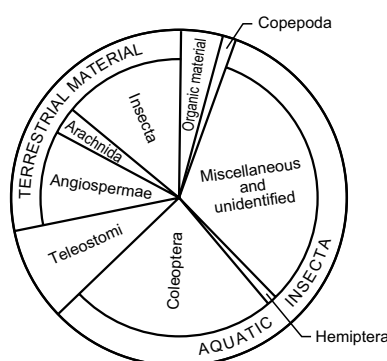 Copepoda
Organic material
TERRESTRIAL MATERIAL
Insecta
Arachnida
Angiospermae
Teleostomi
Coleoptera
Miscellaneous
and
unidentified
AQUATIC INSECTA
Hemiptera